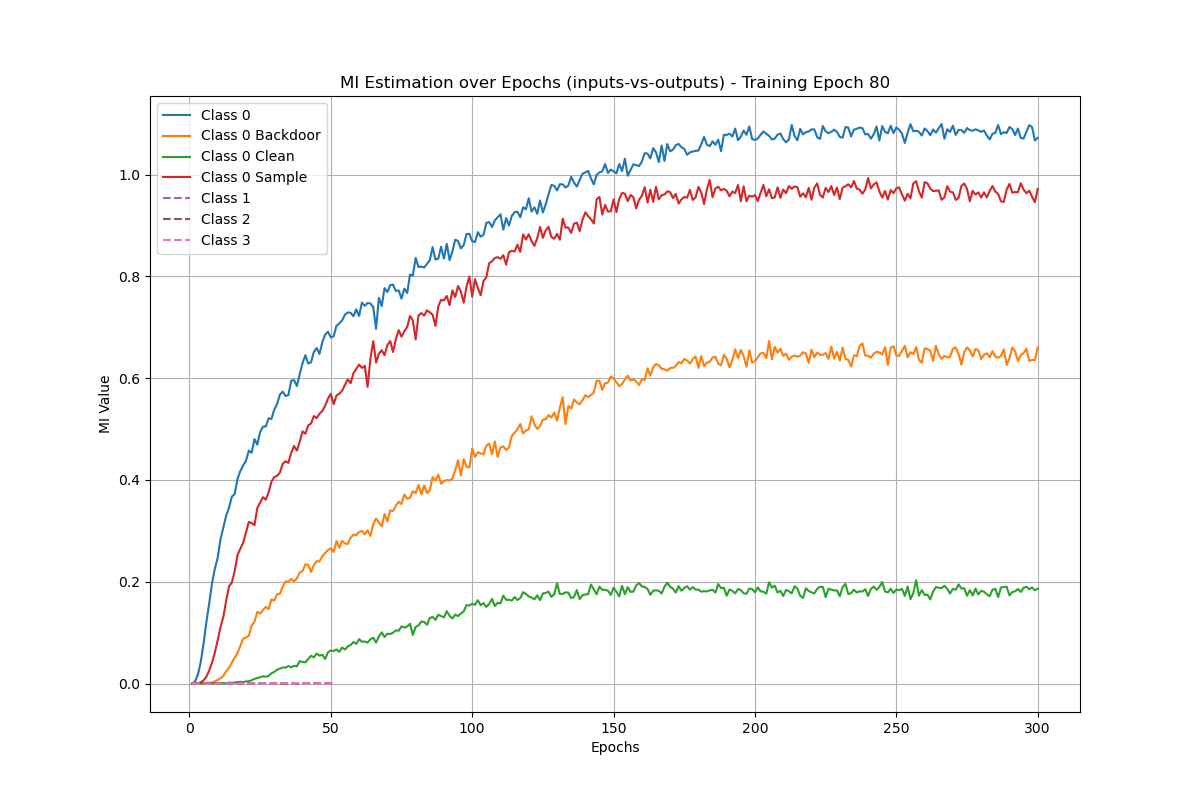 MI Estimation over Epochs (inputs-vs-outputs) - Training Epoch 80
Class 0
Class 0 Backdoor
Class 0 Clean
Class 0 Sample
Class 1
Class 2
Class 3
MI Value
1.0
0.8
0.6
0.4
0.2
0.0
0 50 100 150 200 250 300
Epochs